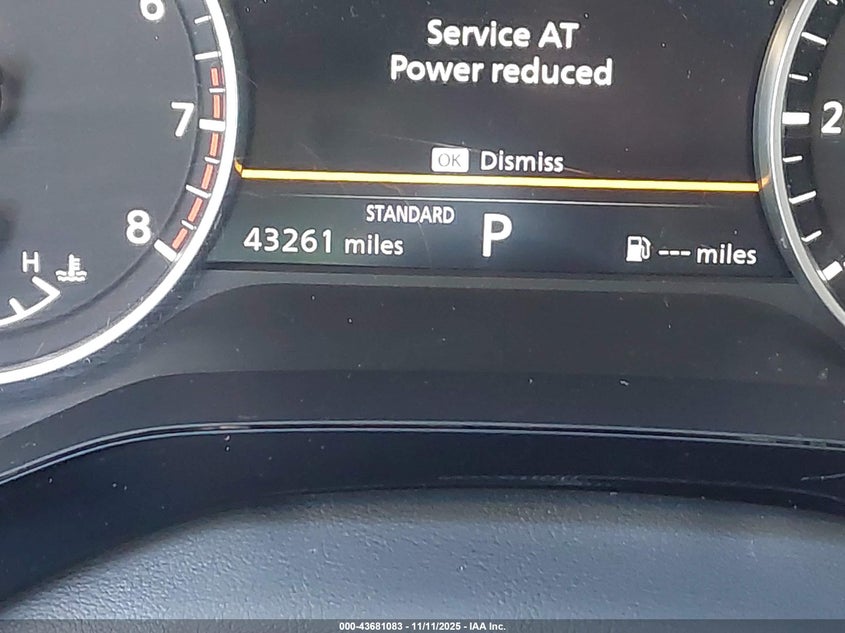 Service AT
Power reduced
OK Dismiss
6
7
8
H
STANDARD
43261 miles
P
--- miles
2
000-43681083 - 11/11/2025 - IAA Inc.